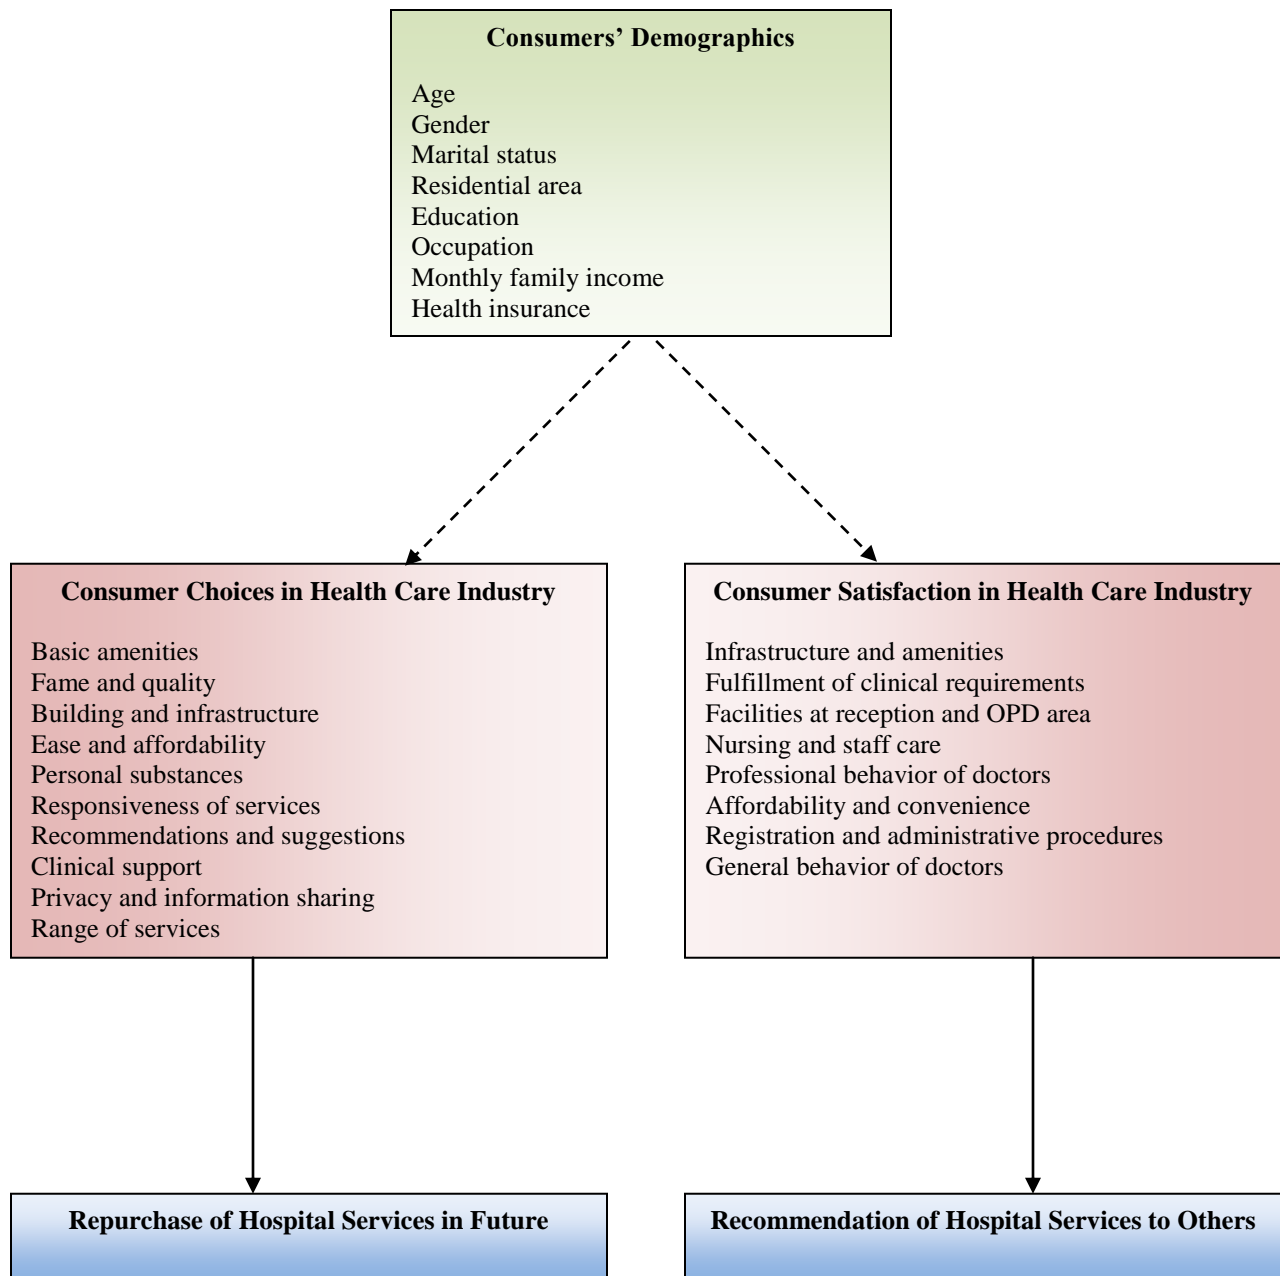 Consumers’ Demographics
Age
Gender
Marital status
Residential area
Education
Occupation
Monthly family income
Health insurance
Consumer Choices in Health Care Industry
Basic amenities
Fame and quality
Building and infrastructure
Ease and affordability
Personal substances
Responsiveness of services
Recommendations and suggestions
Clinical support
Privacy and information sharing
Range of services
Consumer Satisfaction in Health Care Industry
Infrastructure and amenities
Fulfillment of clinical requirements
Facilities at reception and OPD area
Nursing and staff care
Professional behavior of doctors
Affordability and convenience
Registration and administrative procedures
General behavior of doctors
Repurchase of Hospital Services in Future
Recommendation of Hospital Services to Others